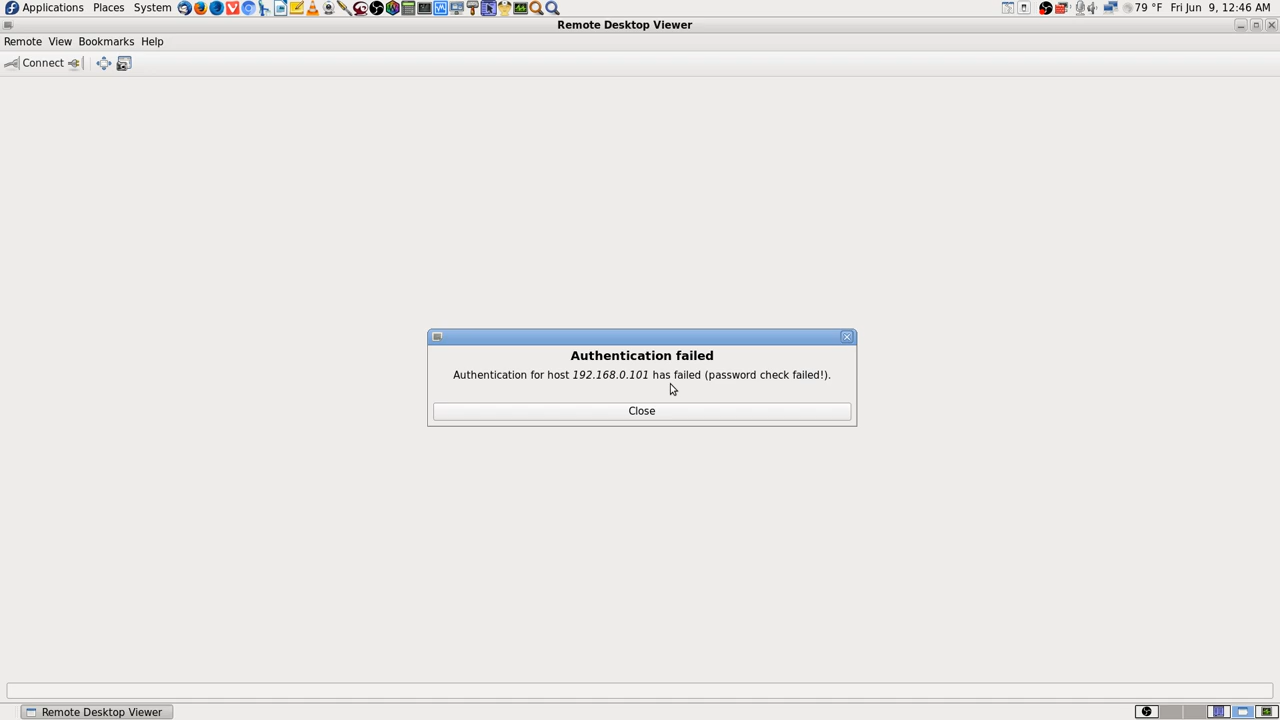 Applications Places System 79 °F Fri Jun 9, 12:46 AM
Remote Desktop Viewer
Remote View Bookmarks Help
Connect
Authentication failed
Authentication for host 192.168.0.101 has failed (password check failed!).
Close
Remote Desktop Viewer